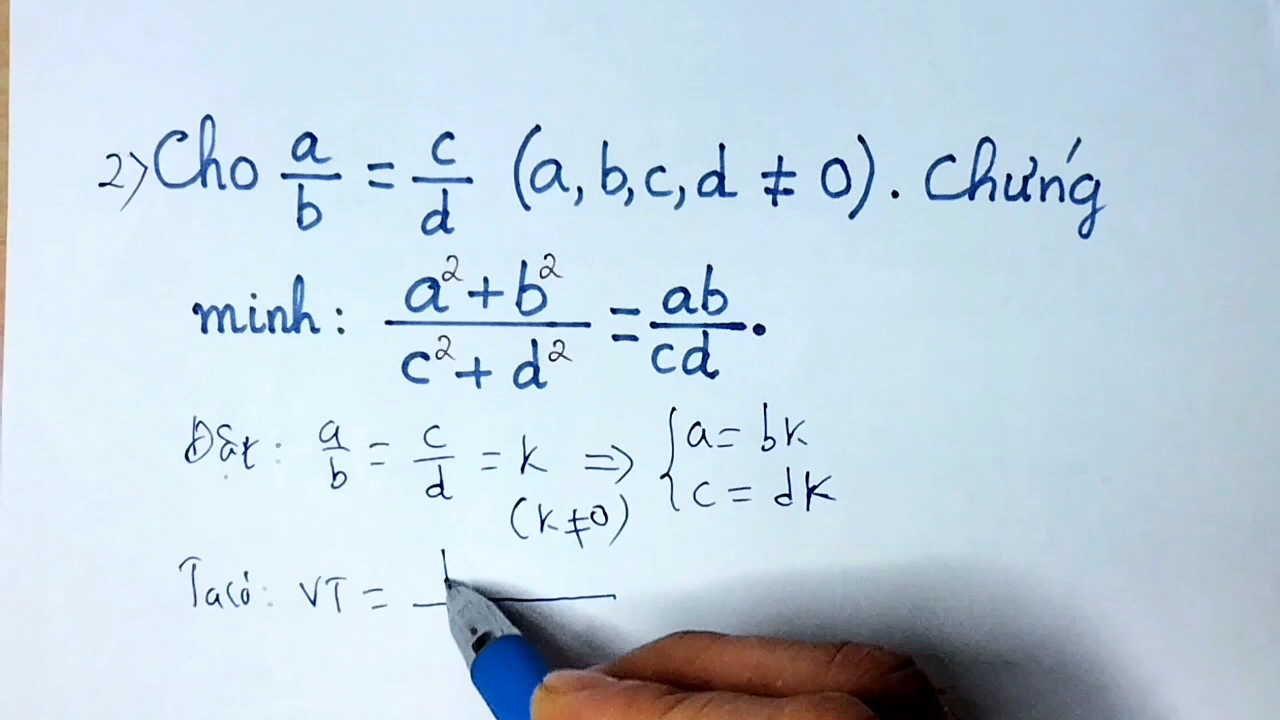 2) Cho a/b = c/d (a, b, c, d ≠ 0). Chứng
minh: (a² + b²)/(c² + d²) = ab/cd.
Đặt: a/b = c/d = k ⇒ { a = bk
(k ≠ 0) { c = dk
Ta có: VT =